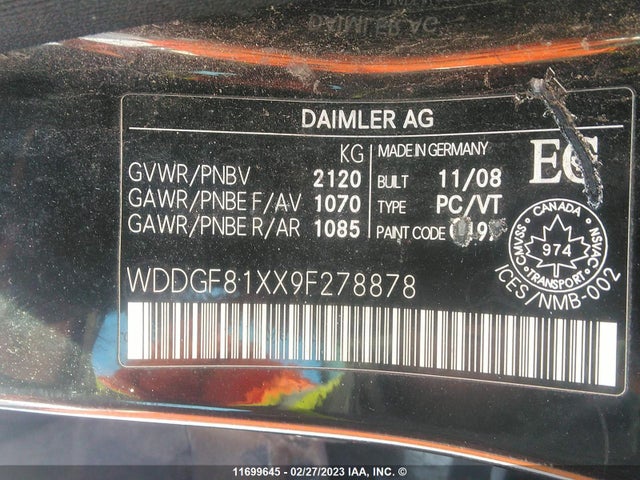 DAIMLER AG
KG
MADE IN GERMANY
GVWR/PNBV 2120
BUILT 11/08
GAWR/PNBE F/AV 1070
TYPE PC/VT
GAWR/PNBE R/AR 1085
PAINT CODE
CANADA
CMVSS
974
NSVAC
TRANSPORT
ICES/NMB-002
WDDGF81XX9F278878
11699645 - 02/27/2023 IAA, Inc. ©